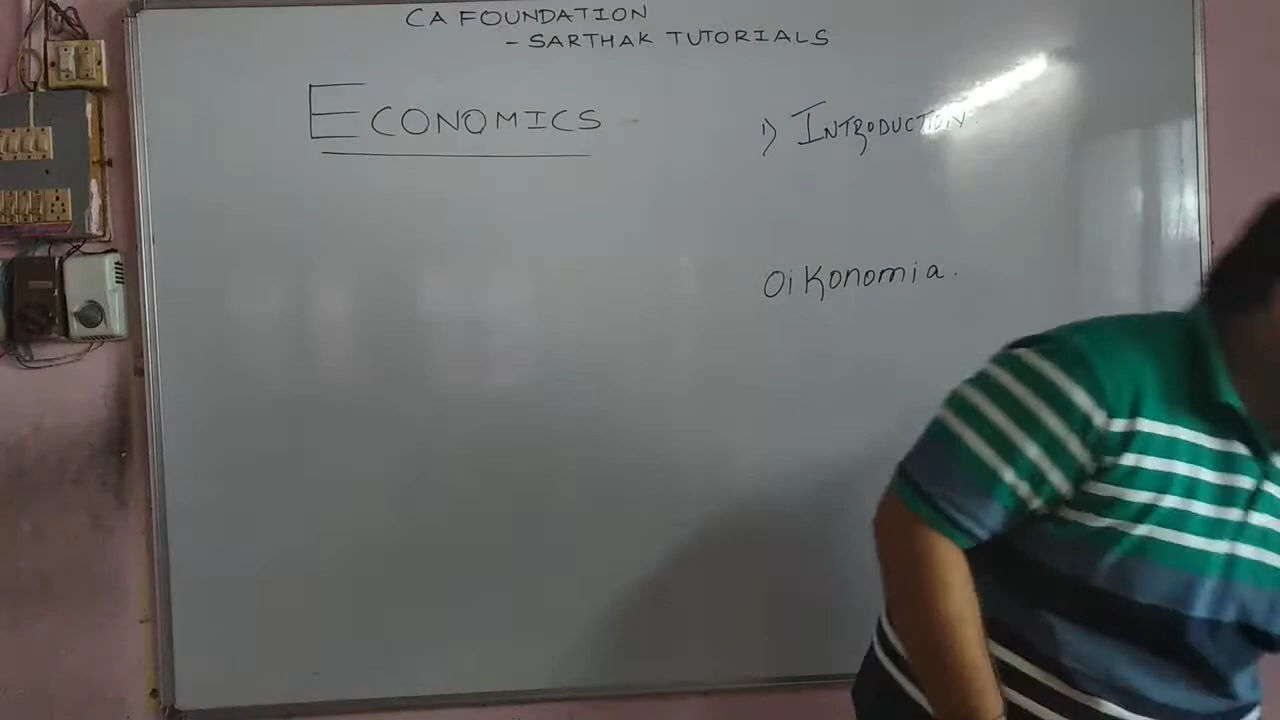 CA FOUNDATION
- SARTHAK TUTORIALS
ECONOMICS
1) INTRODUCTION.
Oikonomia.